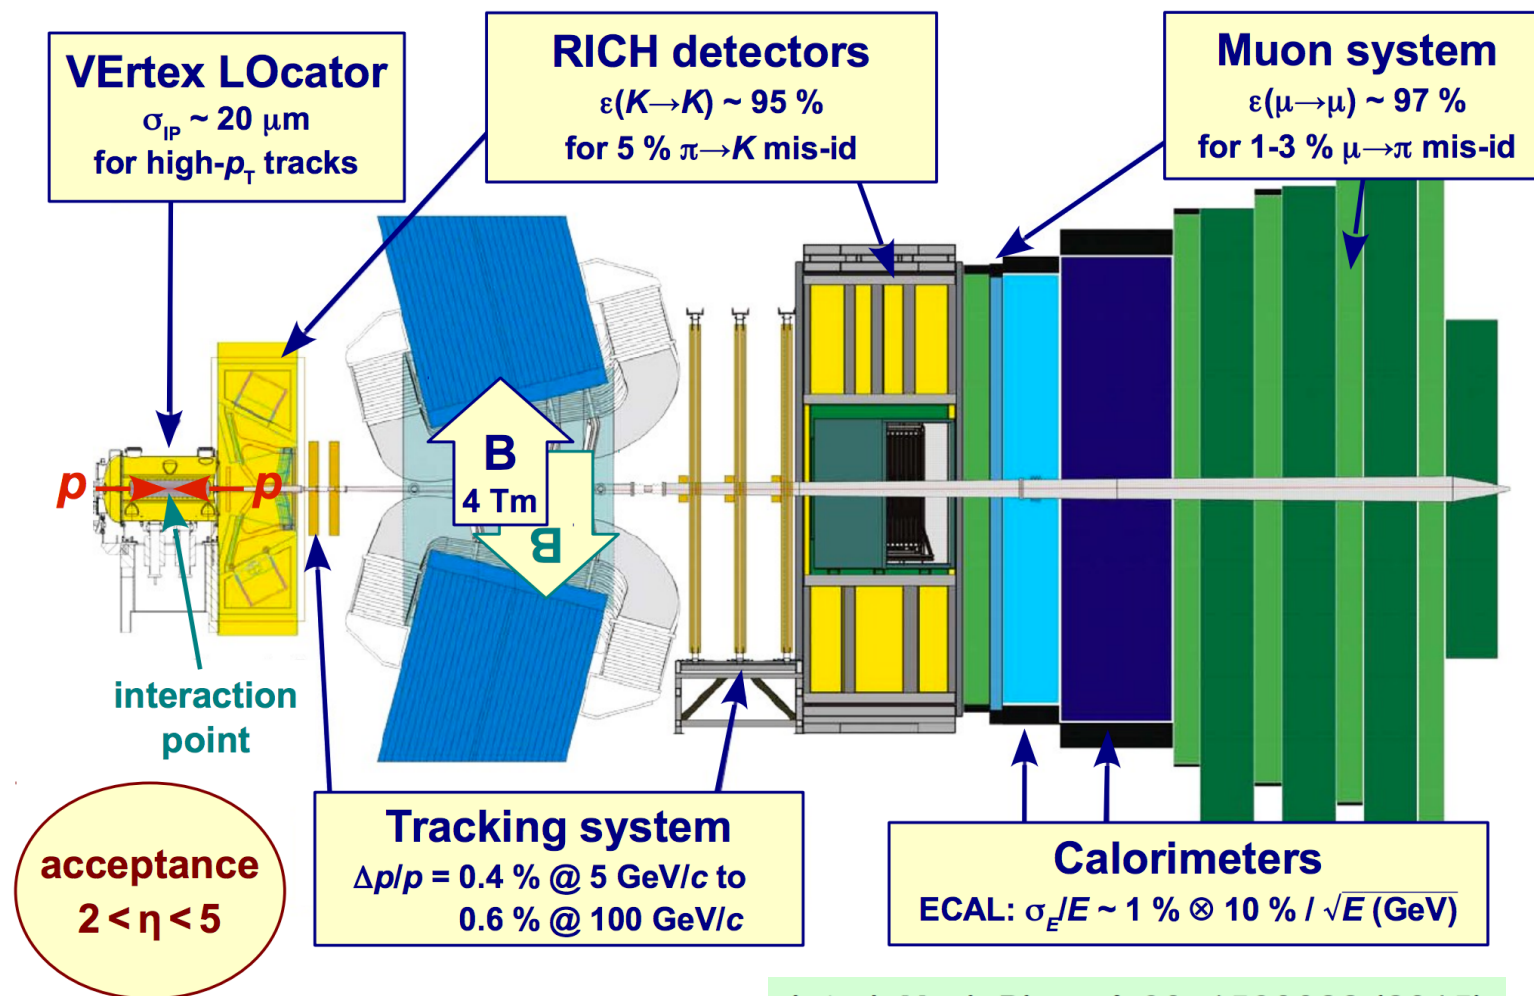 VErtex LOcator
σIP ~ 20 μm
for high-pT tracks
RICH detectors
ε(K→K) ~ 95 %
for 5 % π→K mis-id
Muon system
ε(μ→μ) ~ 97 %
for 1-3 % μ→π mis-id
p
p
B
4 Tm
B
interaction
point
acceptance
2 < η < 5
Tracking system
Δp/p = 0.4 % @ 5 GeV/c to
0.6 % @ 100 GeV/c
Calorimeters
ECAL: σE/E ~ 1 % ⊗ 10 % / √E (GeV)